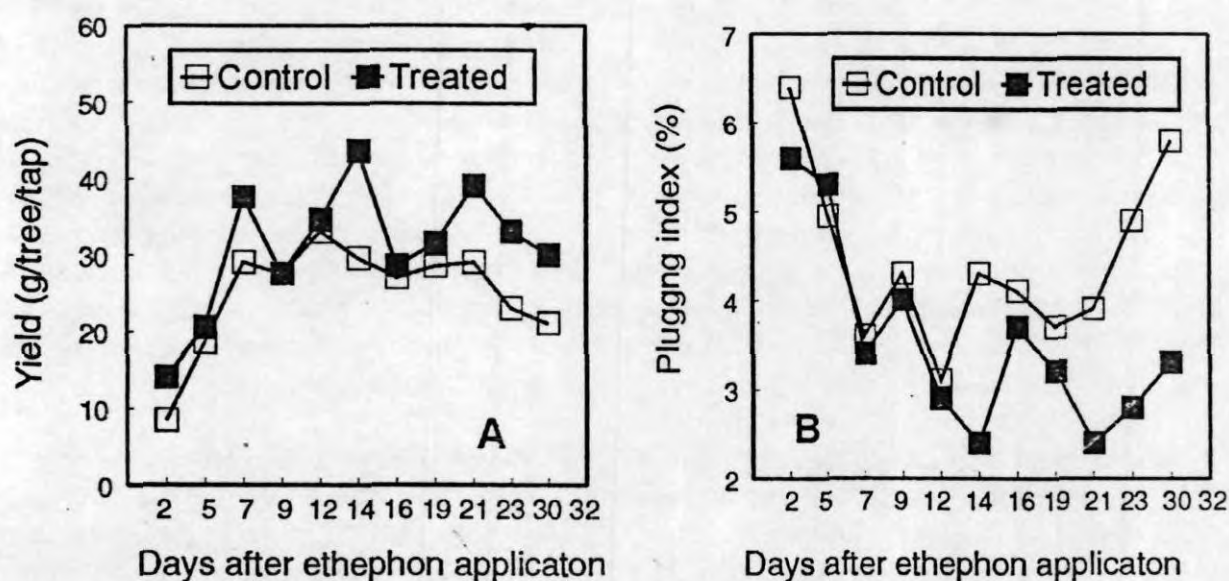 60
50
40
30
20
10
0
Yield (g/tree/tap)
Control Treated
A
2 5 7 9 12 14 16 19 21 23 30 32
Days after ethephon applicaton
7
6
5
4
3
2
Pluggng index (%)
Control Treated
B
2 5 7 9 12 14 16 19 21 23 30 32
Days after ethephon applicaton